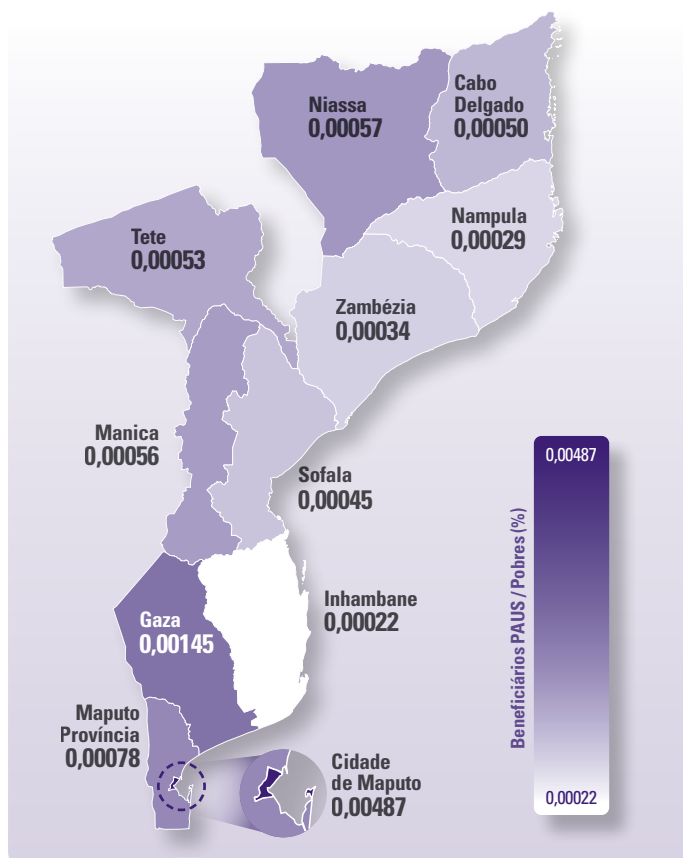 Cabo
Delgado
0,00050
Niassa
0,00057
Nampula
0,00029
Tete
0,00053
Zambézia
0,00034
Manica
0,00056
Sofala
0,00045
Inhambane
0,00022
Gaza
0,00145
Maputo
Província
0,00078
Cidade
de Maputo
0,00487
0,00487
Beneficiários PAUS / Pobres (%)
0,00022